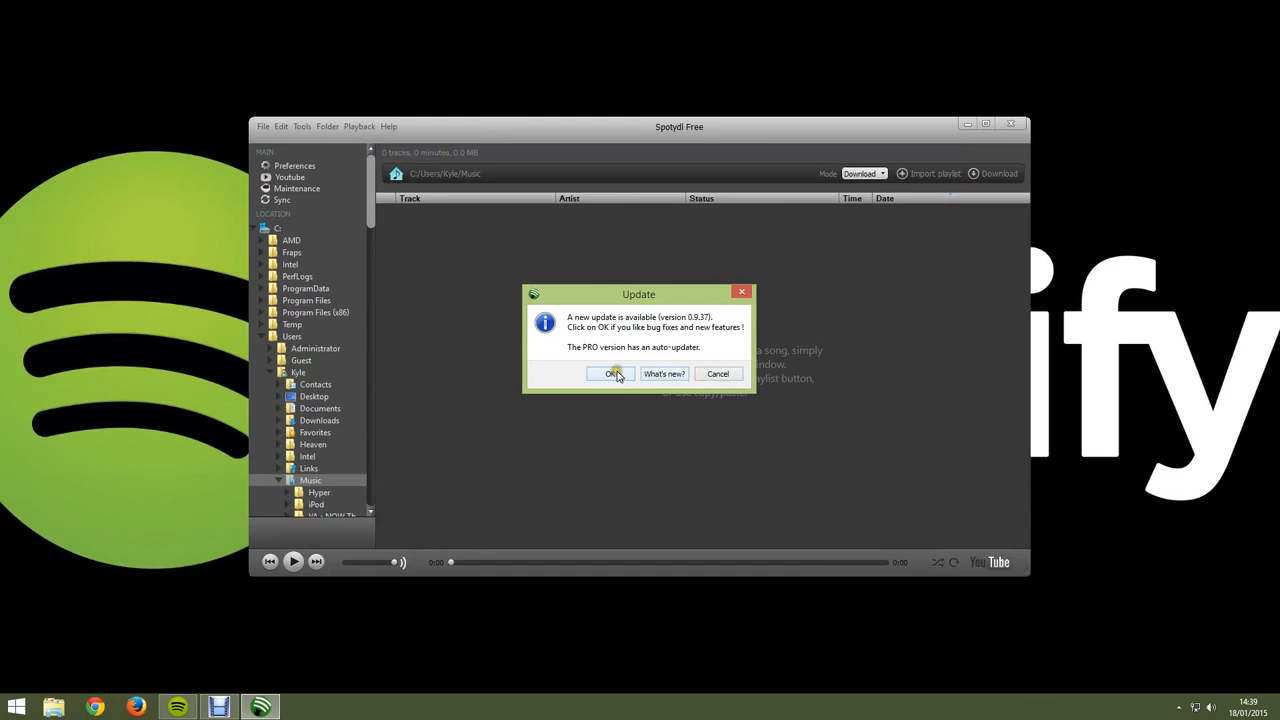 File Edit Tools Folder Playback Help
Spotydl Free
MAIN
Preferences
Youtube
Maintenance
Sync
LOCATION
C:
AMD
Fraps
Intel
PerfLogs
ProgramData
Program Files
Program Files (x86)
Temp
Users
Administrator
Guest
Kyle
Contacts
Desktop
Documents
Downloads
Favorites
Heaven
Intel
Links
Music
Hyper
iPod
0 tracks, 0 minutes, 0.0 MB
C:/Users/Kyle/Music
Mode Download Import playlist Download
Track Artist Status Time Date
Update
A new update is available (version 0.9.37).
Click on OK if you like bug fixes and new features !
The PRO version has an auto-updater.
OK What's new? Cancel
a song, simply
button,
0:00
0:00
YouTube
ify
14:39
18/01/2015